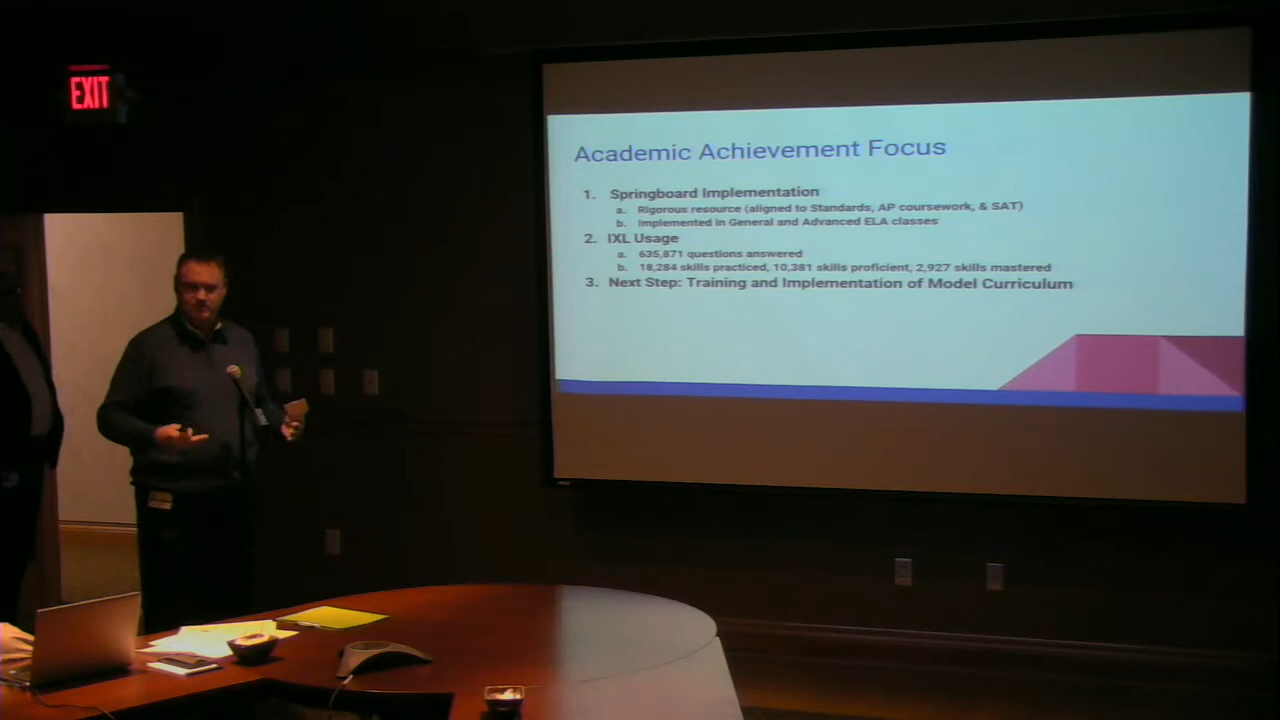 EXIT
Academic Achievement Focus
1. Springboard Implementation
a. Rigorous resource (aligned to Standards, AP coursework, & SAT)
b. Implemented in General and Advanced ELA classes
2. IXL Usage
a. 635,871 questions answered
b. 18,284 skills practiced, 10,381 skills proficient, 2,927 skills mastered
3. Next Step: Training and Implementation of Model Curriculum